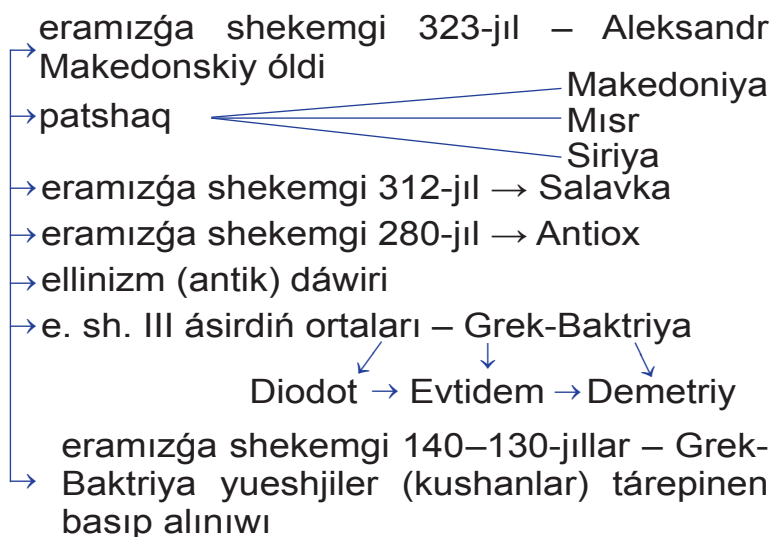 eramızǵa shekemgi 323-jıl – Aleksandr
Makedonskiy óldi
patshaq
Makedoniya
Mısr
Siriya
eramızǵa shekemgi 312-jıl → Salavka
eramızǵa shekemgi 280-jıl → Antiox
ellinizm (antik) dáwiri
e. sh. III ásirdiń ortaları – Grek-Baktriya
Diodot → Evtidem → Demetriy
eramızǵa shekemgi 140–130-jıllar – Grek-
Baktriya yueshjiler (kushanlar) tárepinen
basıp alınıwı